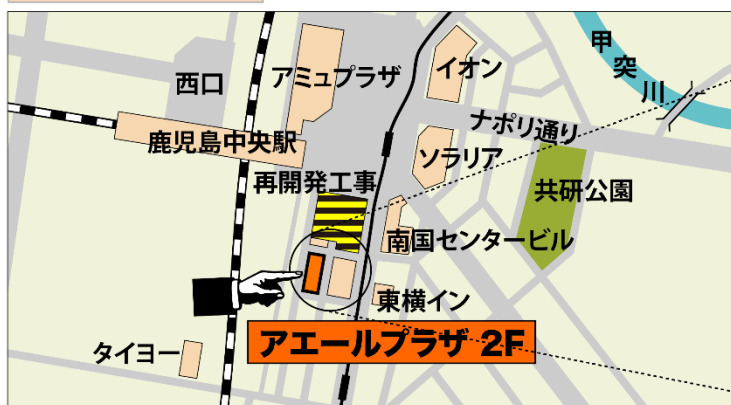 甲突川
西口
アミュプラザ
イオン
ナポリ通り
鹿児島中央駅
ソラリア
再開発工事
共研公園
南国センタービル
東横イン
アエールプラザ 2F
タイヨー